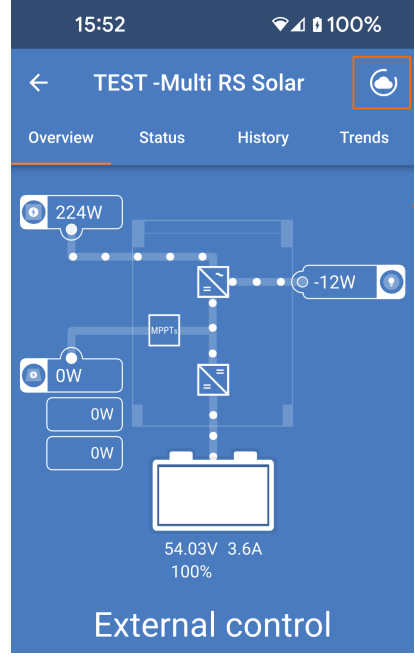 15:52 100%
TEST -Multi RS Solar
Overview Status History Trends
224W
-12W
MPPTs
0W
0W
0W
54.03V 3.6A
100%
External control